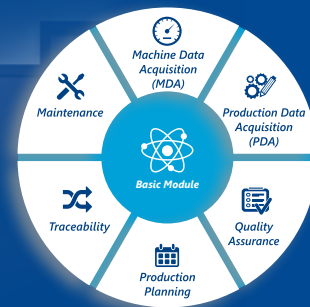 Machine Data
Acquisition
(MDA)
Production Data
Acquisition
(PDA)
Quality
Assurance
Production
Planning
Traceability
Maintenance
Basic Module